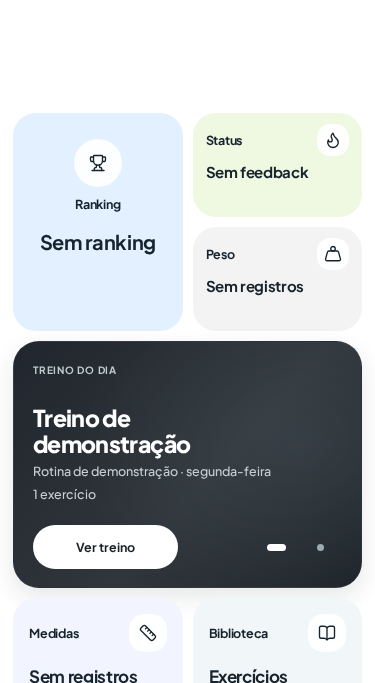 Ranking
Sem ranking
Status
Sem feedback
Peso
Sem registros
TREINO DO DIA
Treino de
demonstração
Rotina de demonstração · segunda-feira
1 exercício
Ver treino
Medidas
Sem registros
Biblioteca
Exercícios